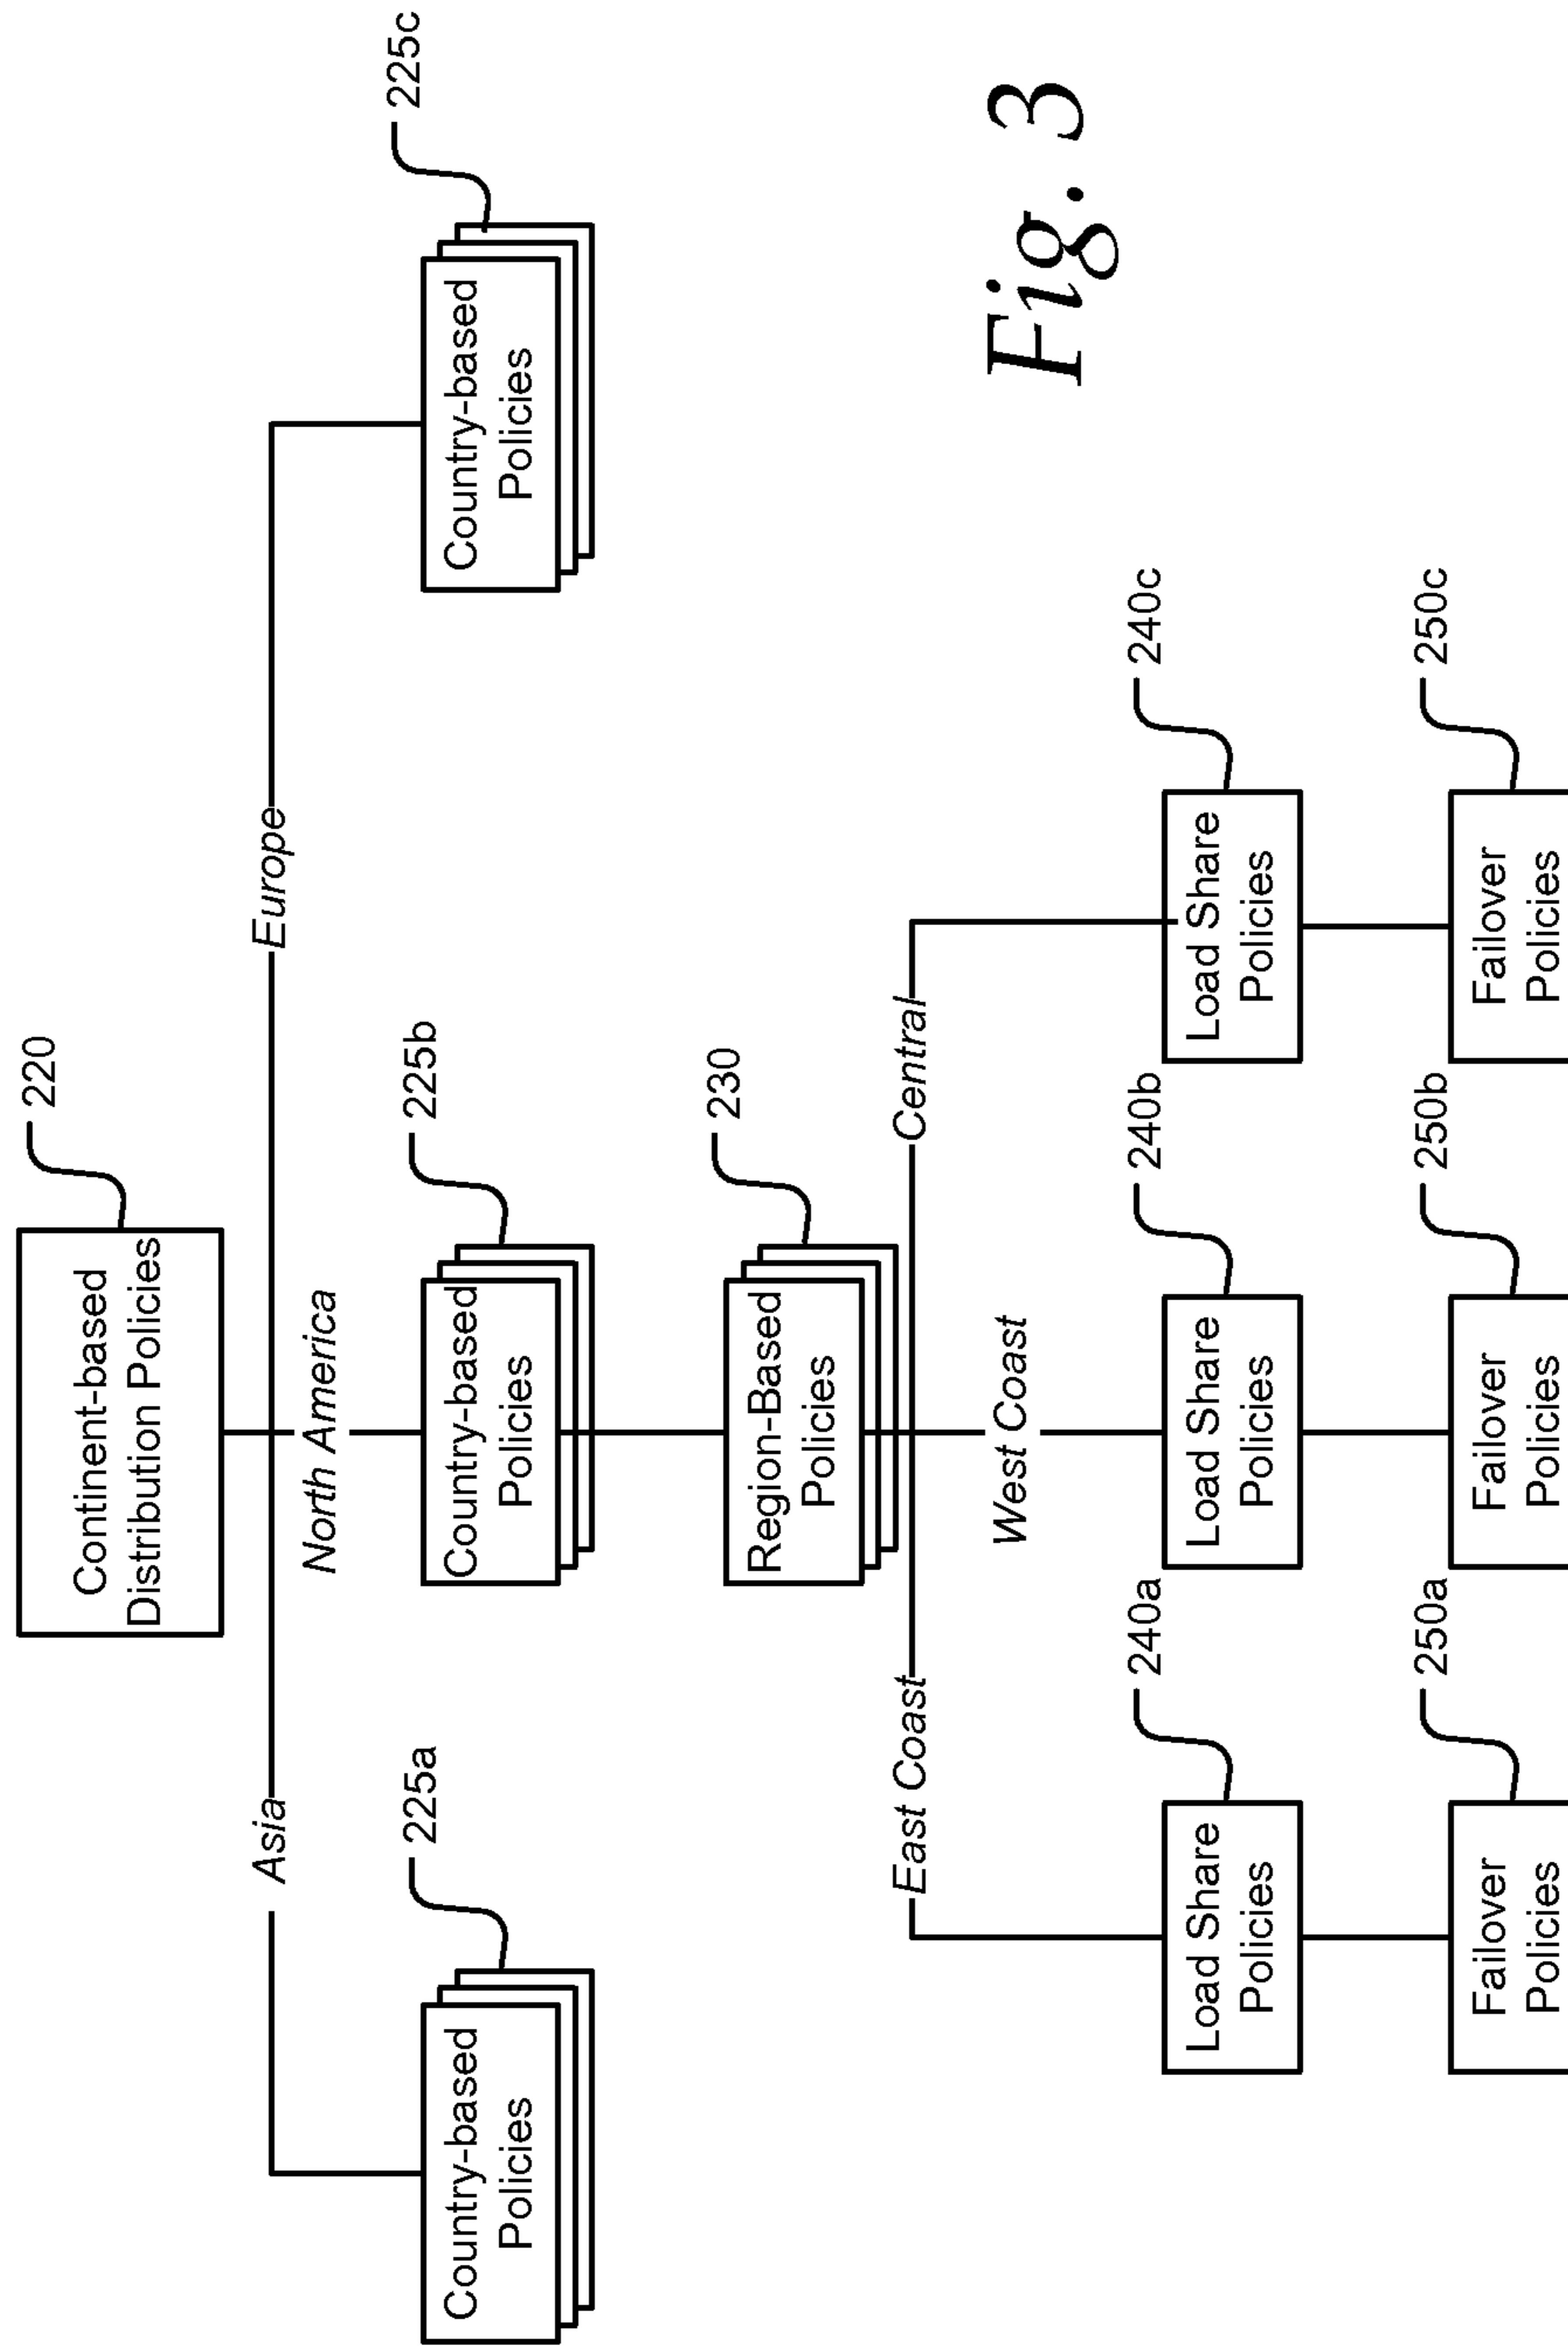 220
Continent-based
Distribution Policies
Asia
Europe
North America
225a
225b
225c
Country-based
Policies
Country-based
Policies
Country-based
Policies
230
Region-Based
Policies
East Coast
Central
West Coast
Fig. 3
240a
240b
240c
Load Share
Policies
Load Share
Policies
Load Share
Policies
250a
250b
250c
Failover
Policies
Failover
Policies
Failover
Policies